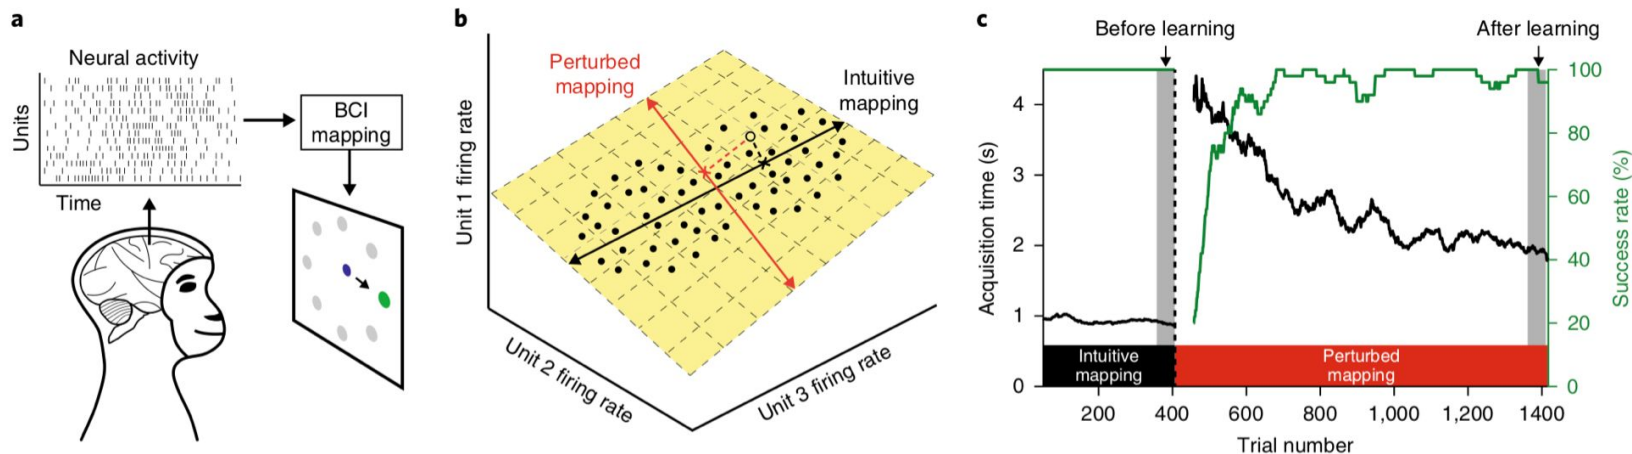 a
Neural activity
Units
Time
BCI
mapping
b
Perturbed
mapping
Intuitive
mapping
Unit 1 firing rate
Unit 2 firing rate
Unit 3 firing rate
c
Before learning
After learning
Acquisition time (s)
4
3
2
1
0
100
80
60
40
20
0
Success rate (%)
Intuitive
mapping
Perturbed
mapping
200
400
600
800
1,000
1,200
1400
Trial number